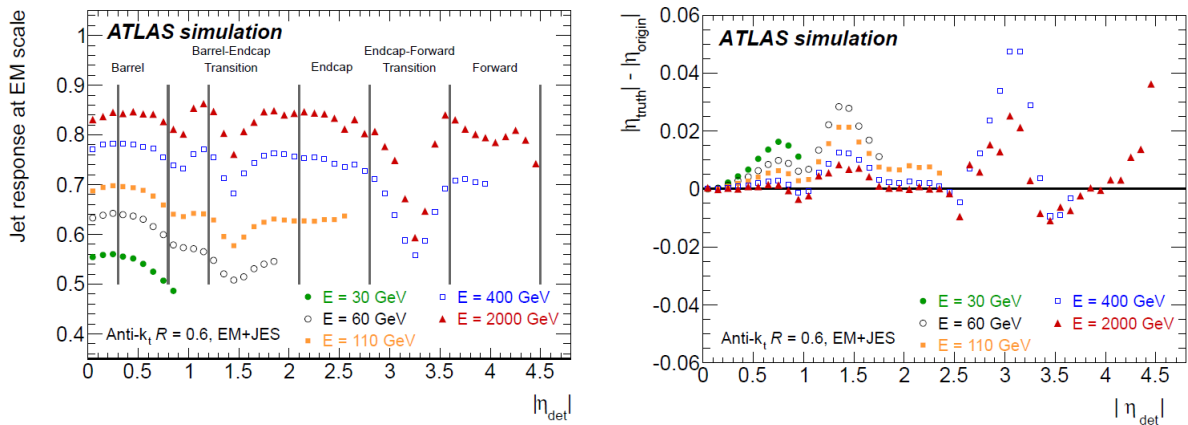 Jet response at EM scale
1
0.9
0.8
0.7
0.6
0.5
0.4
ATLAS simulation
Barrel-Endcap
Endcap-Forward
Barrel
Transition
Endcap
Transition
Forward
E = 30 GeV
E = 400 GeV
E = 60 GeV
E = 2000 GeV
E = 110 GeV
Anti-kt R = 0.6, EM+JES
0 0.5 1 1.5 2 2.5 3 3.5 4 4.5
|ηdet|
|ηtruth| - |ηorigin|
0.06
0.04
0.02
0
-0.02
-0.04
-0.06
ATLAS simulation
E = 30 GeV
E = 400 GeV
E = 60 GeV
E = 2000 GeV
E = 110 GeV
Anti-kt R = 0.6, EM+JES
0 0.5 1 1.5 2 2.5 3 3.5 4 4.5
| ηdet|